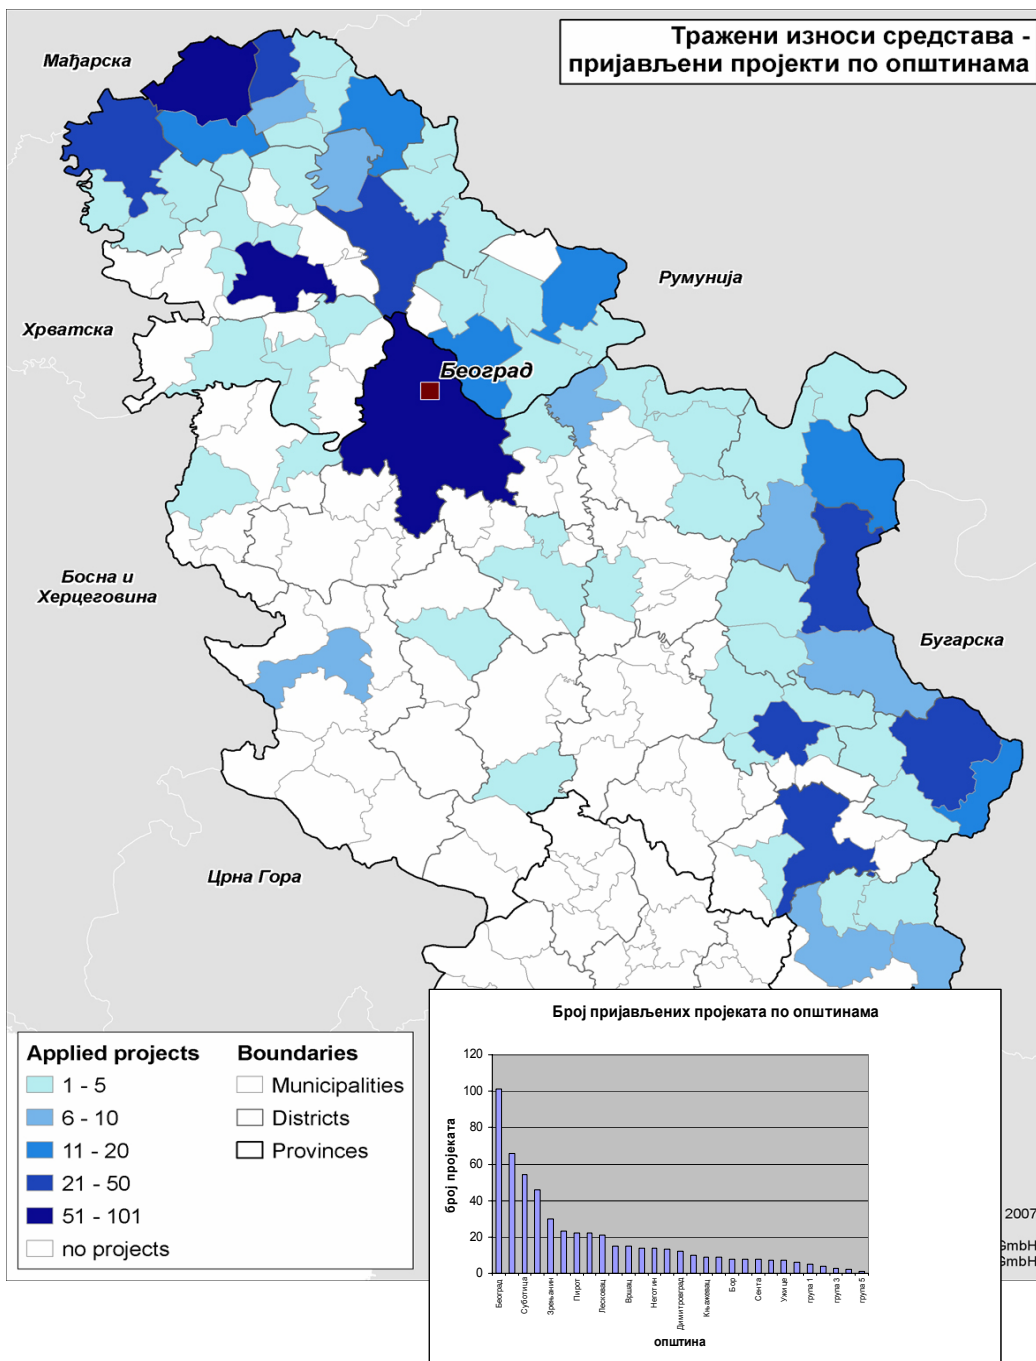 Тражени износи средстава -
пријављени пројекти по општинама
Мађарска
Румунија
Хрватска
Београд
Босна и
Херцеговина
Бугарска
Црна Гора
Applied projects
1 - 5
6 - 10
11 - 20
21 - 50
51 - 101
no projects
Boundaries
Municipalities
Districts
Provinces
Број пријављених пројеката по општинама
број пројеката
120
100
80
60
40
20
0
Београд
Суботица
Зрењанин
Пирот
Лесковац
Вршац
Неготин
Димитровград
Књажевац
Бор
Сента
Ужице
група 1
група 3
група 5
општина
2007
GmbH
GmbH